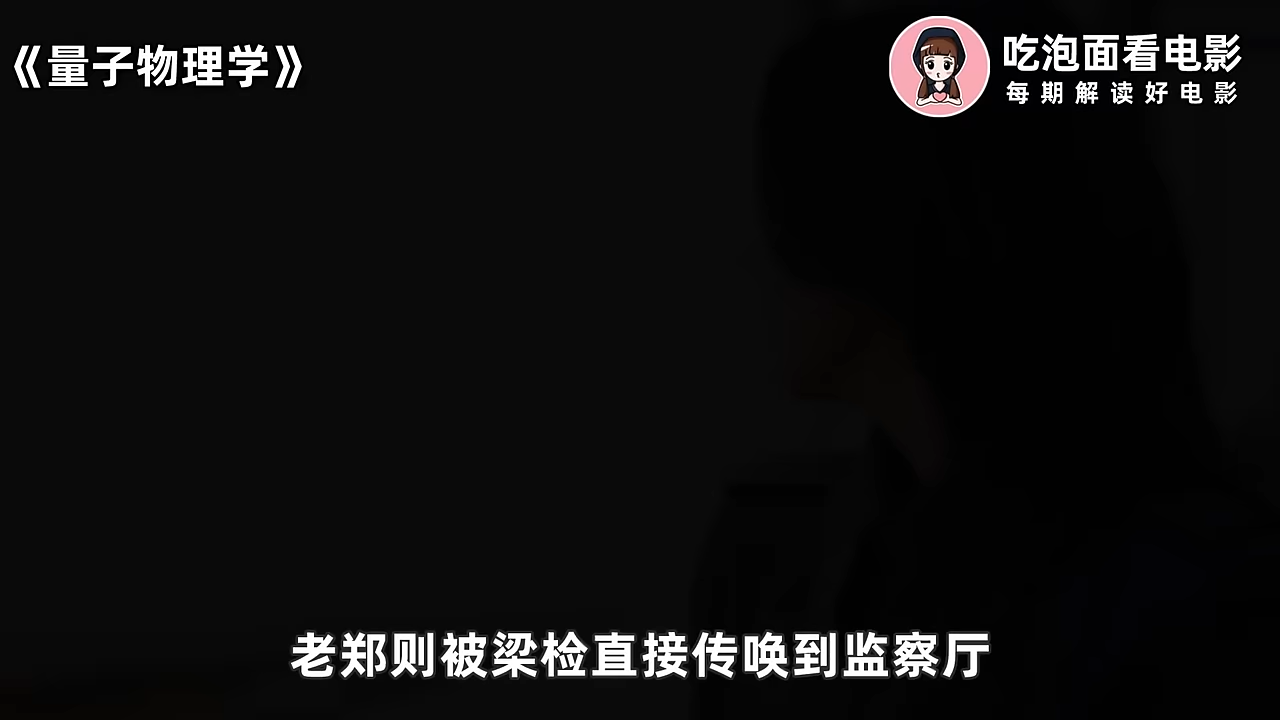 《量子物理学》
吃泡面看电影
每期解读好电影
老郑则被梁检直接传唤到监察厅